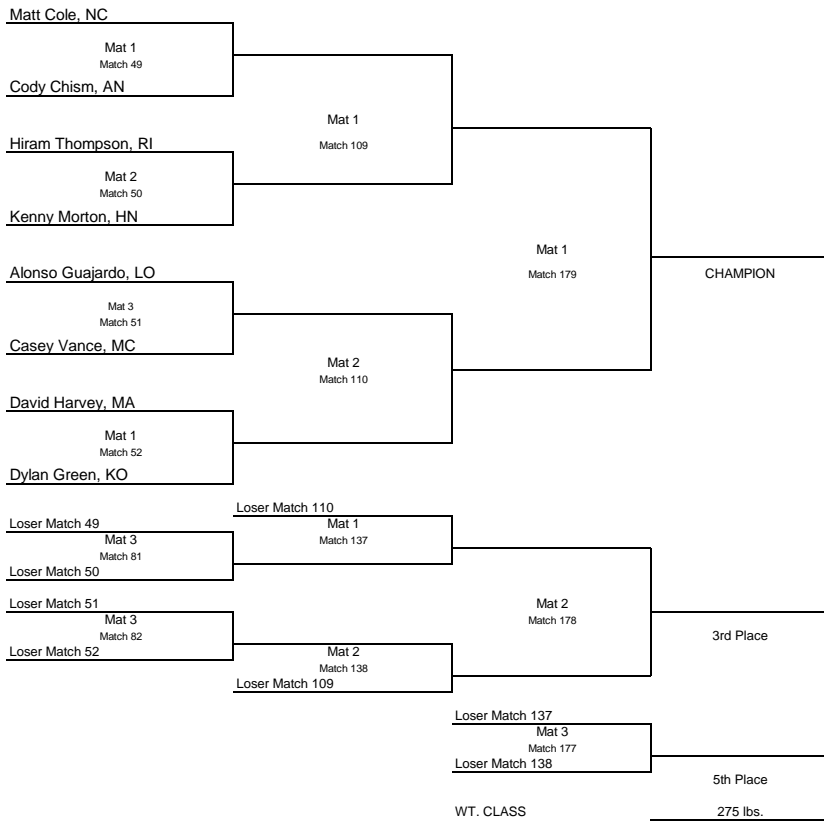 Matt Cole, NC
Mat 1
Match 49
Cody Chism, AN
Mat 1
Match 109
Hiram Thompson, RI
Mat 2
Match 50
Kenny Morton, HN
Mat 1
Match 179
CHAMPION
Alonso Guajardo, LO
Mat 3
Match 51
Casey Vance, MC
Mat 2
Match 110
David Harvey, MA
Mat 1
Match 52
Dylan Green, KO
Loser Match 110
Loser Match 49
Mat 3
Match 81
Loser Match 50
Mat 1
Match 137
Loser Match 51
Mat 3
Match 82
Loser Match 52
Mat 2
Match 178
3rd Place
Mat 2
Match 138
Loser Match 109
Loser Match 137
Mat 3
Match 177
Loser Match 138
5th Place
WT. CLASS 275 lbs.